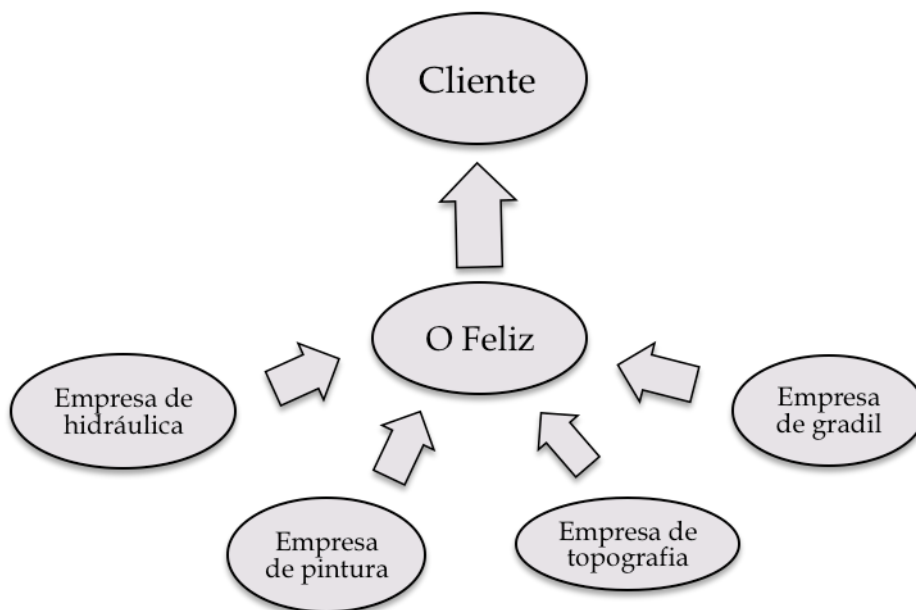 Cliente
O Feliz
Empresa de
hidráulica
Empresa
de gradil
Empresa
de pintura
Empresa de
topografia